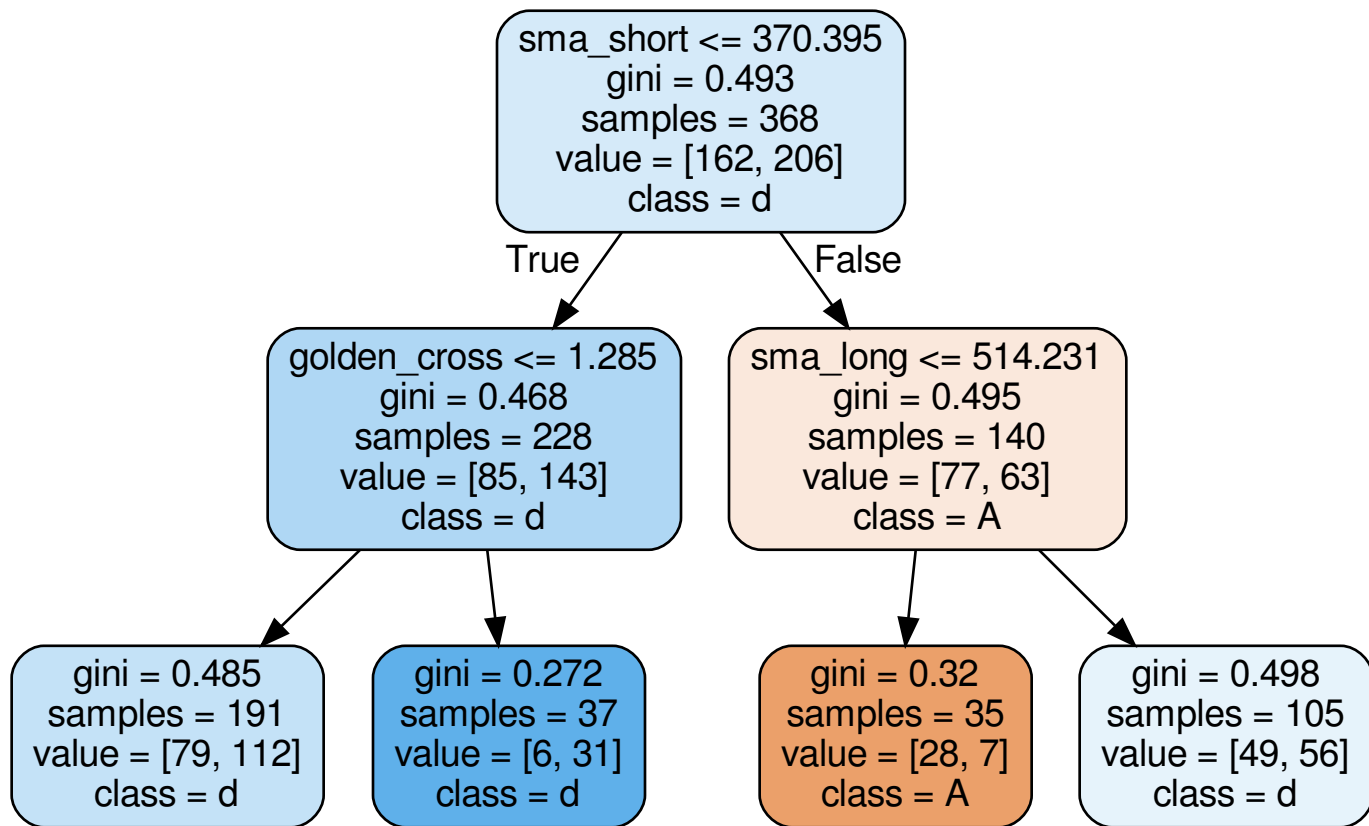 sma_short <= 370.395
gini = 0.493
samples = 368
value = [162, 206]
class = d
True
False
golden_cross <= 1.285
gini = 0.468
samples = 228
value = [85, 143]
class = d
sma_long <= 514.231
gini = 0.495
samples = 140
value = [77, 63]
class = A
gini = 0.485
samples = 191
value = [79, 112]
class = d
gini = 0.272
samples = 37
value = [6, 31]
class = d
gini = 0.32
samples = 35
value = [28, 7]
class = A
gini = 0.498
samples = 105
value = [49, 56]
class = d